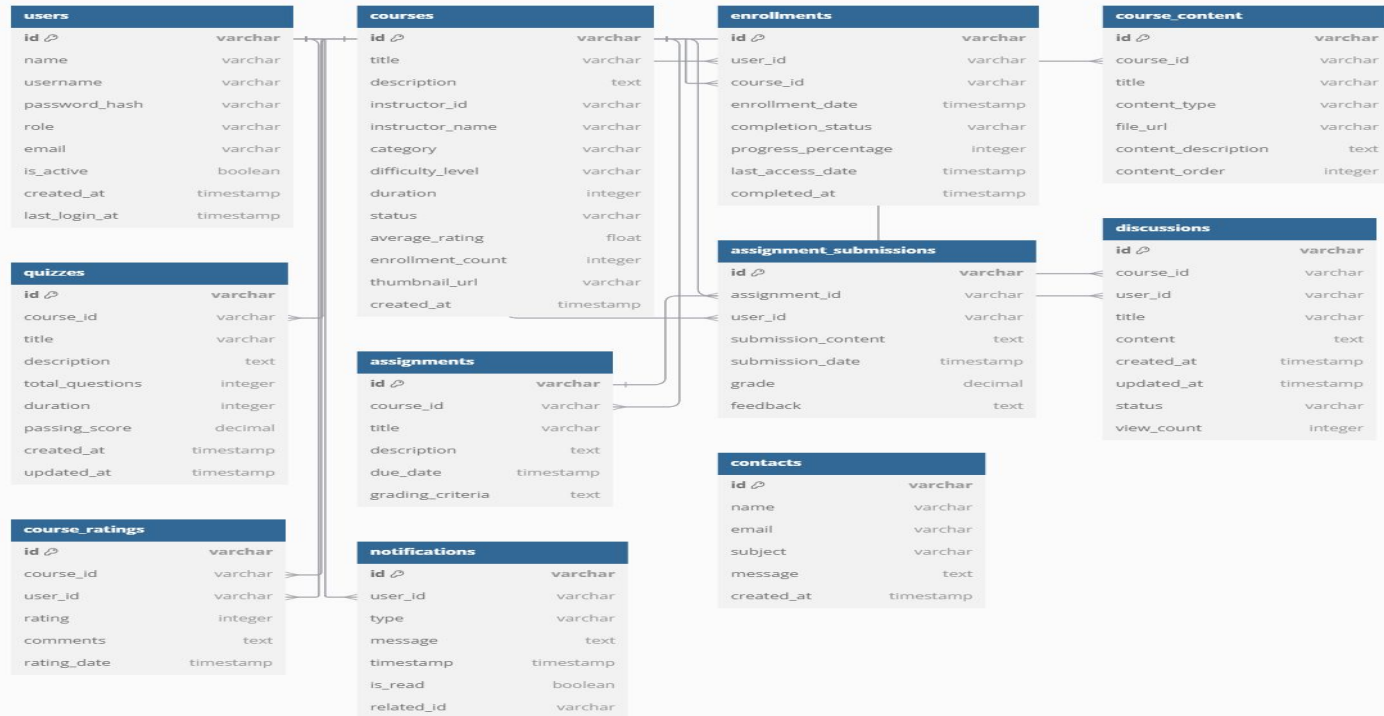 users
id varchar
name varchar
username varchar
password_hash varchar
role varchar
email varchar
is_active boolean
created_at timestamp
last_login_at timestamp
courses
id varchar
title varchar
description text
instructor_id varchar
instructor_name varchar
category varchar
difficulty_level varchar
duration integer
status varchar
average_rating float
enrollment_count integer
thumbnail_url varchar
created_at timestamp
enrollments
id varchar
user_id varchar
course_id varchar
enrollment_date timestamp
completion_status varchar
progress_percentage integer
last_access_date timestamp
completed_at timestamp
course_content
id varchar
course_id varchar
title varchar
content_type varchar
file_url varchar
content_description text
content_order integer
quizzes
id varchar
course_id varchar
title varchar
description text
total_questions integer
duration integer
passing_score decimal
created_at timestamp
updated_at timestamp
assignments
id varchar
course_id varchar
title varchar
description text
due_date timestamp
grading_criteria text
assignment_submissions
id varchar
assignment_id varchar
user_id varchar
submission_content text
submission_date timestamp
grade decimal
feedback text
discussions
id varchar
course_id varchar
user_id varchar
title varchar
content text
created_at timestamp
updated_at timestamp
status varchar
view_count integer
course_ratings
id varchar
course_id varchar
user_id varchar
rating integer
comments text
rating_date timestamp
notifications
id varchar
user_id varchar
type varchar
message text
timestamp timestamp
is_read boolean
related_id varchar
contacts
id varchar
name varchar
email varchar
subject varchar
message text
created_at timestamp